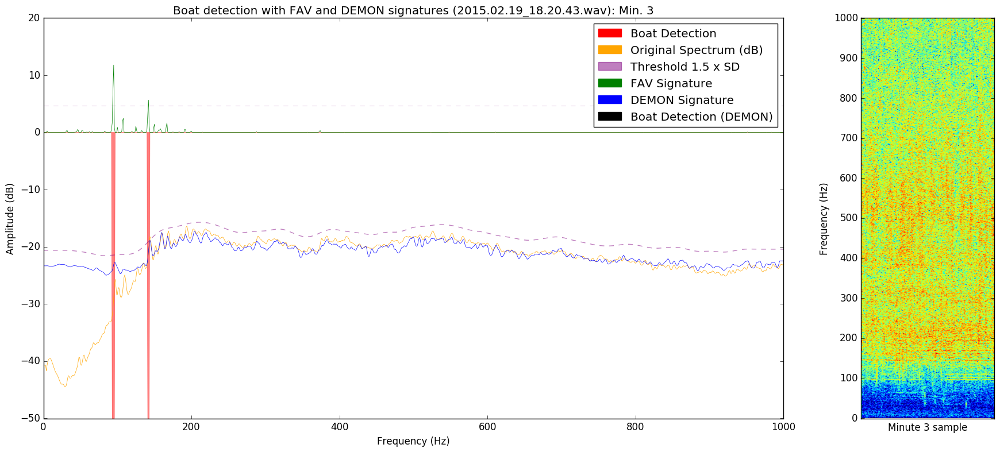 Boat detection with FAV and DEMON signatures (2015.02.19_18.20.43.wav): Min. 3
Boat Detection
Original Spectrum (dB)
Threshold 1.5 x SD
FAV Signature
DEMON Signature
Boat Detection (DEMON)
20
10
0
−10
−20
−30
−40
−50
Amplitude (dB)
0
200
400
600
800
1000
Frequency (Hz)
1000
900
800
700
600
500
400
300
200
100
0
Frequency (Hz)
Minute 3 sample